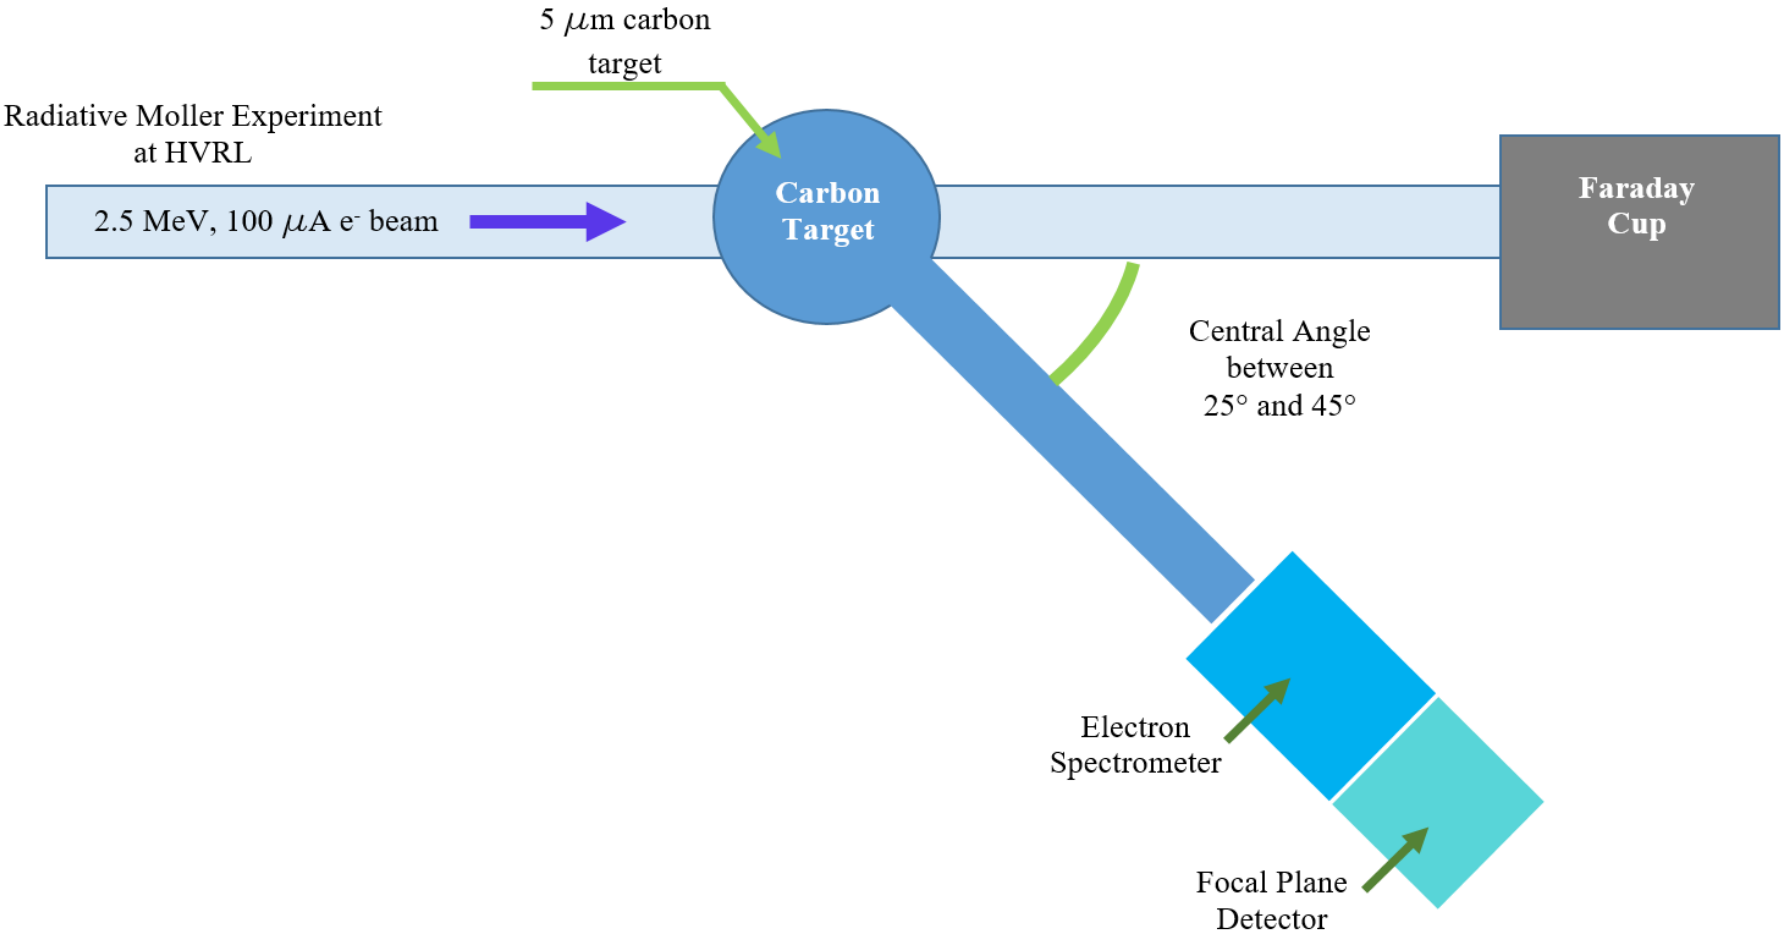 5 μm carbon
target
Radiative Moller Experiment
at HVRL
2.5 MeV, 100 μA e⁻ beam
Carbon
Target
Faraday
Cup
Central Angle
between
25° and 45°
Electron
Spectrometer
Focal Plane
Detector